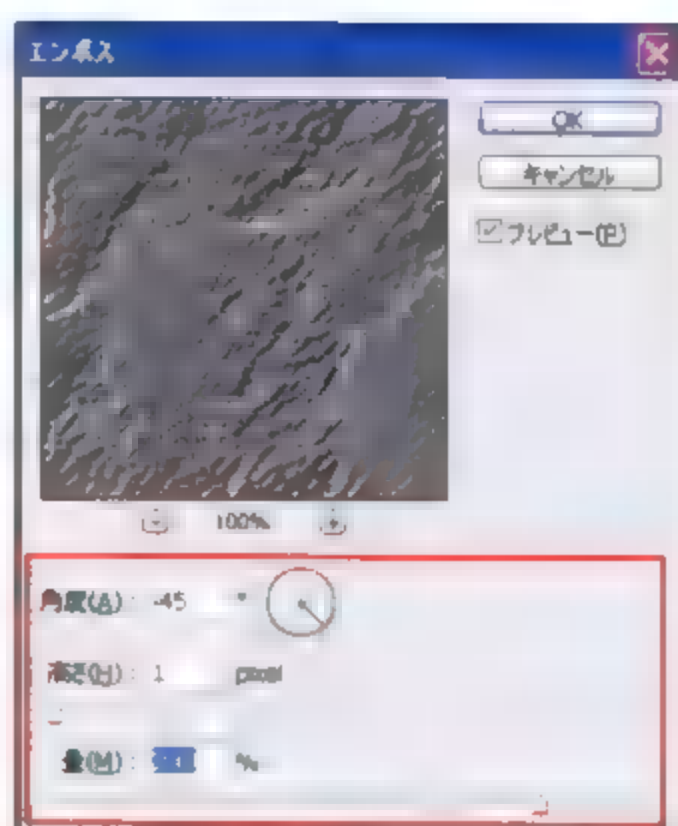 エンボス
OK
キャンセル
プレビュー(P)
100%
角度(A): -45 °
高さ(H): 1 pixel
量(M): %